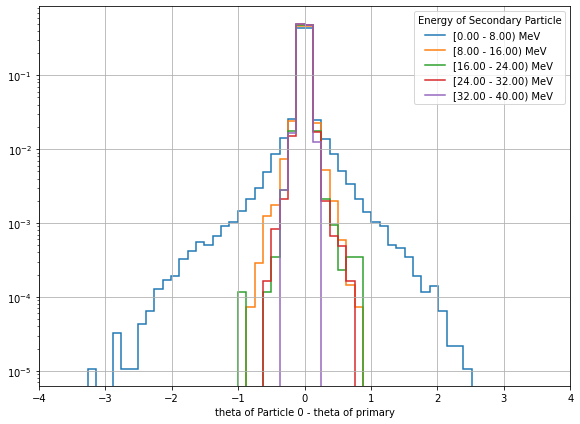 Energy of Secondary Particle
[0.00 - 8.00) MeV
[8.00 - 16.00) MeV
[16.00 - 24.00) MeV
[24.00 - 32.00) MeV
[32.00 - 40.00) MeV
10⁻¹
10⁻²
10⁻³
10⁻⁴
10⁻⁵
−4 −3 −2 −1 0 1 2 3 4
theta of Particle 0 - theta of primary